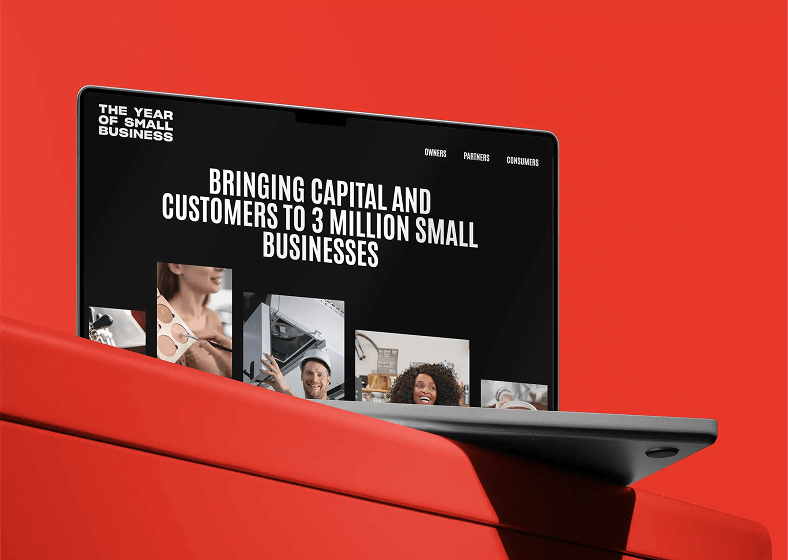 THE YEAR
OF SMALL
BUSINESS
OWNERS
PARTNERS
CONSUMERS
BRINGING CAPITAL AND
CUSTOMERS TO 3 MILLION SMALL
BUSINESSES